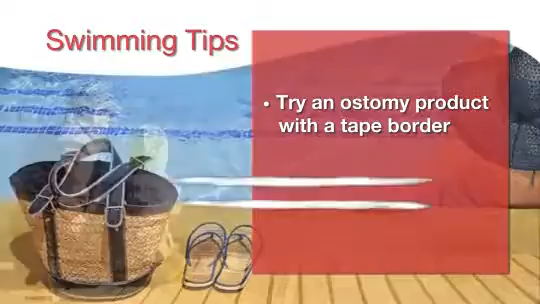 Swimming Tips
• Try an ostomy product
with a tape border